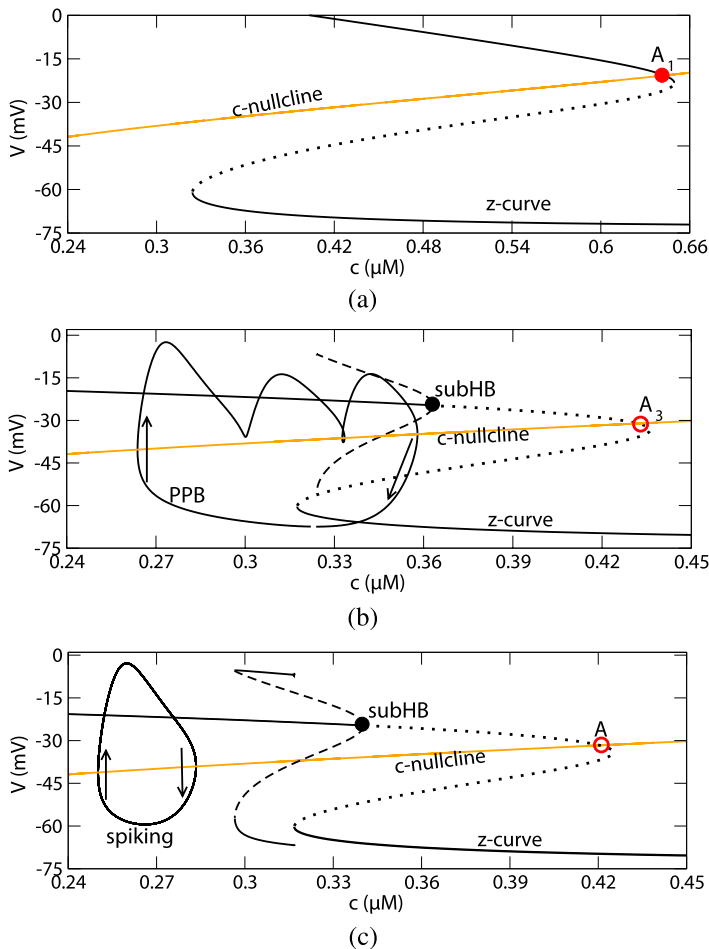 0
-15
-30
-45
-60
-75
V (mV)
A 1
c-nullcline
z-curve
0.24 0.3 0.36 0.42 0.48 0.54 0.6 0.66
c (μM)
(a)
0
-15
-30
-45
-60
-75
V (mV)
subHB
A 3
c-nullcline
PPB
z-curve
0.24 0.27 0.3 0.33 0.36 0.39 0.42 0.45
c (μM)
(b)
0
-15
-30
-45
-60
-75
V (mV)
subHB
A
c-nullcline
spiking
z-curve
0.24 0.27 0.3 0.33 0.36 0.39 0.42 0.45
c (μM)
(c)